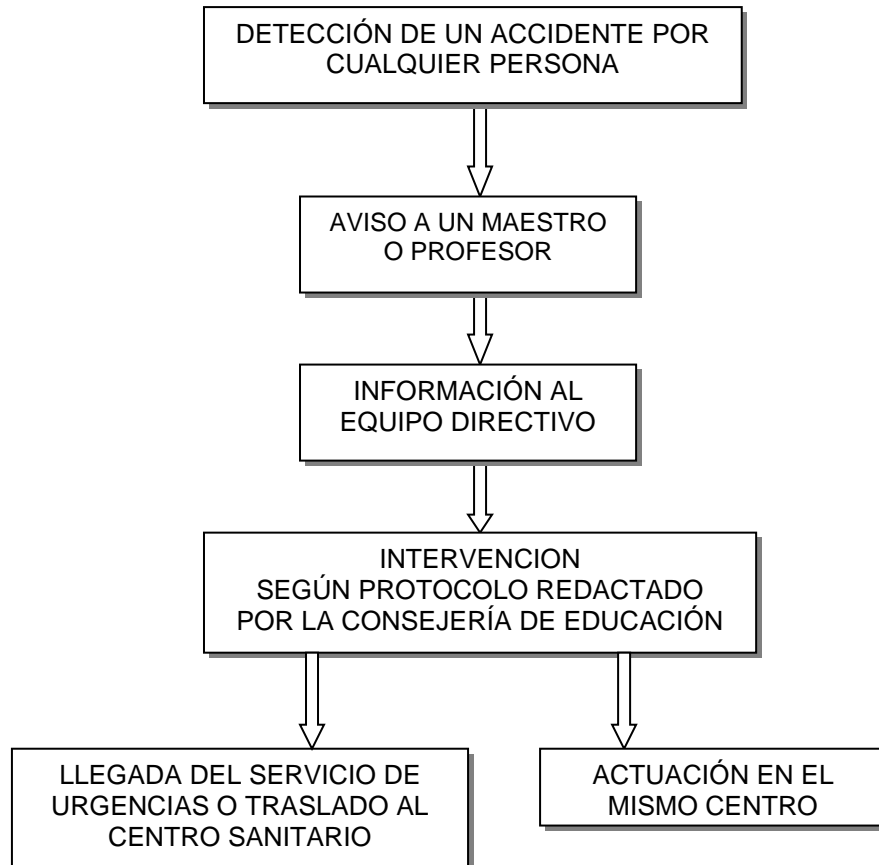 DETECCIÓN DE UN ACCIDENTE POR
CUALQUIER PERSONA
AVISO A UN MAESTRO
O PROFESOR
INFORMACIÓN AL
EQUIPO DIRECTIVO
INTERVENCION
SEGÚN PROTOCOLO REDACTADO
POR LA CONSEJERÍA DE EDUCACIÓN
LLEGADA DEL SERVICIO DE
URGENCIAS O TRASLADO AL
CENTRO SANITARIO
ACTUACIÓN EN EL
MISMO CENTRO